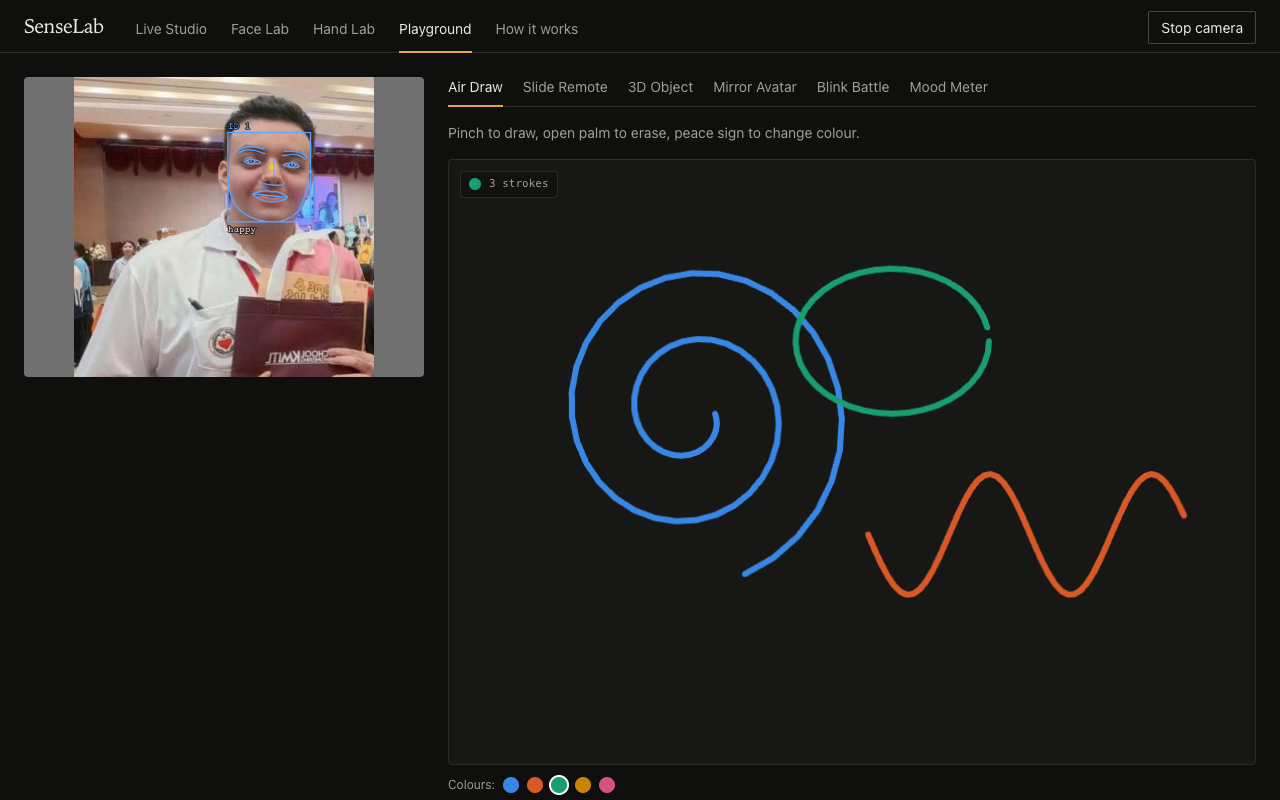 SenseLab
Live Studio
Face Lab
Hand Lab
Playground
How it works
Stop camera
ID 1
happy
Air Draw
Slide Remote
3D Object
Mirror Avatar
Blink Battle
Mood Meter
Pinch to draw, open palm to erase, peace sign to change colour.
3 strokes
Colours: